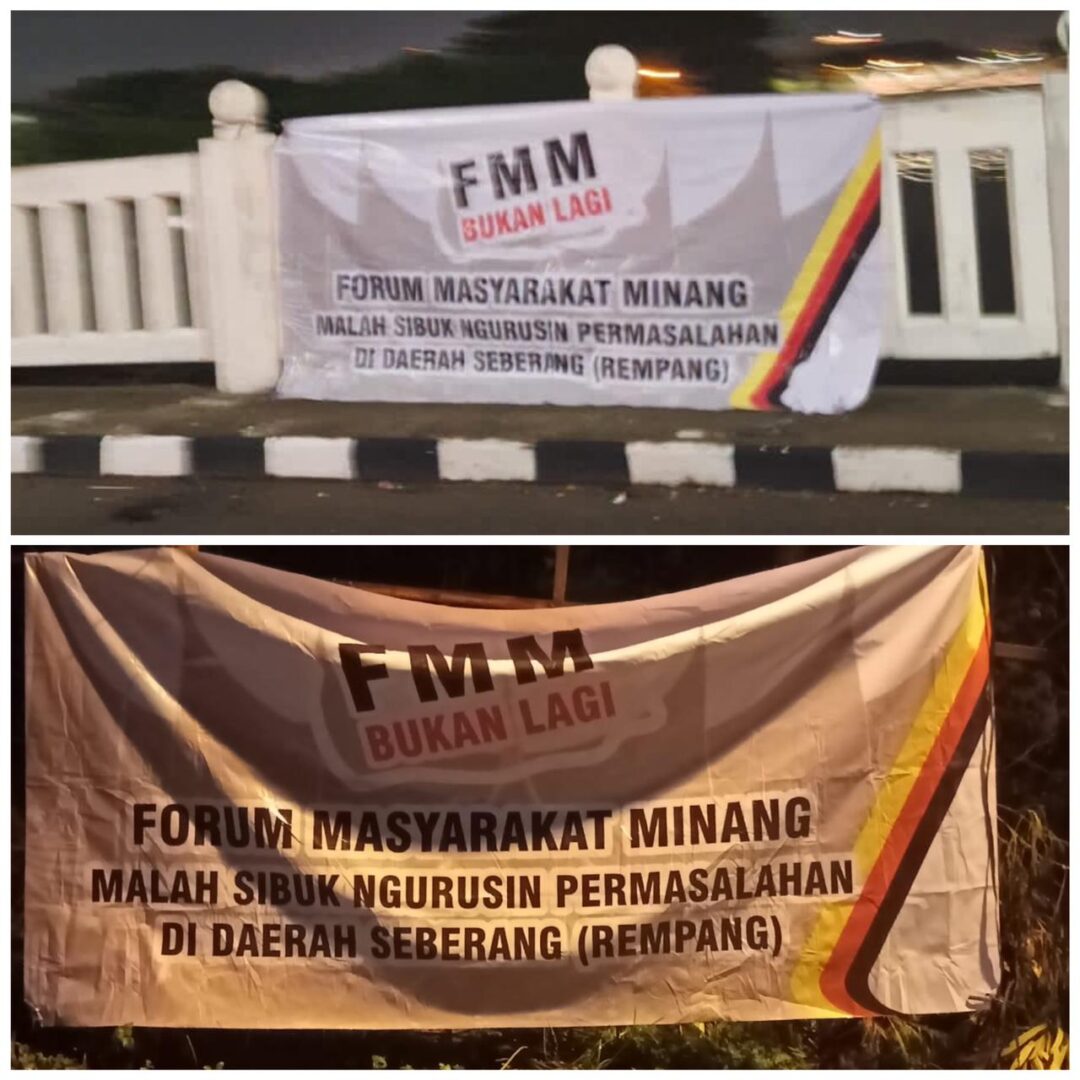 FMM
BUKAN LAGI
FORUM MASYARAKAT MINANG
MALAH SIBUK NGURUSIN PERMASALAHAN
DI DAERAH SEBERANG (REMPANG)
FMM
BUKAN LAGI
FORUM MASYARAKAT MINANG
MALAH SIBUK NGURUSIN PERMASALAHAN
DI DAERAH SEBERANG (REMPANG)